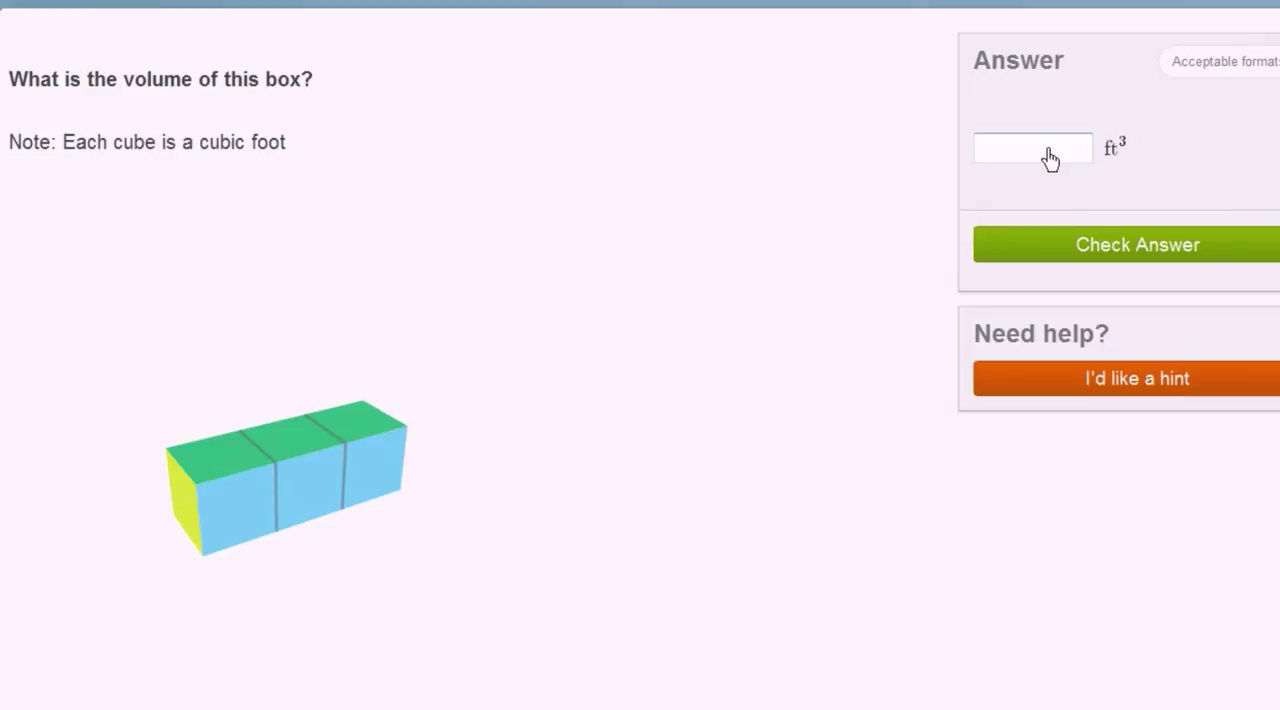 What is the volume of this box?
Note: Each cube is a cubic foot
Answer
Acceptable formats
ft³
Check Answer
Need help?
I'd like a hint